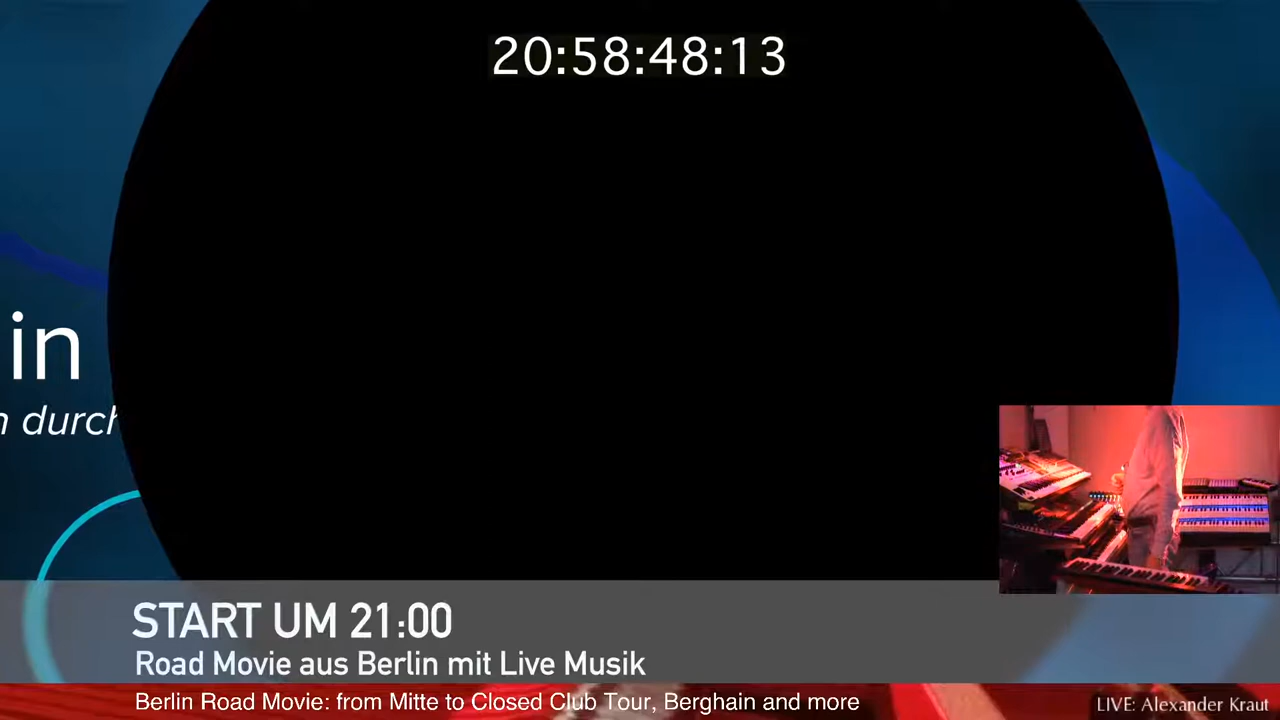 20:58:48:13
in
n durch
START UM 21:00
Road Movie aus Berlin mit Live Musik
Berlin Road Movie: from Mitte to Closed Club Tour, Berghain and more
LIVE: Alexander Kraut